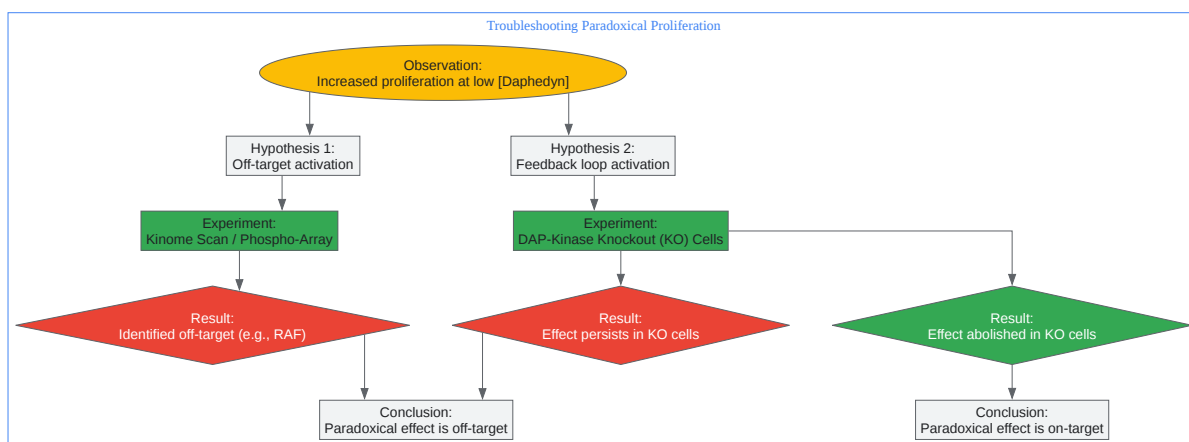 Troubleshooting Paradoxical Proliferation
Observation:
Increased proliferation at low [Daphedyn]
Hypothesis 1:
Off-target activation
Hypothesis 2:
Feedback loop activation
Experiment:
Kinome Scan / Phospho-Array
Experiment:
DAP-Kinase Knockout (KO) Cells
Result:
Identified off-target (e.g., RAF)
Result:
Effect persists in KO cells
Result:
Effect abolished in KO cells
Conclusion:
Paradoxical effect is off-target
Conclusion:
Paradoxical effect is on-target